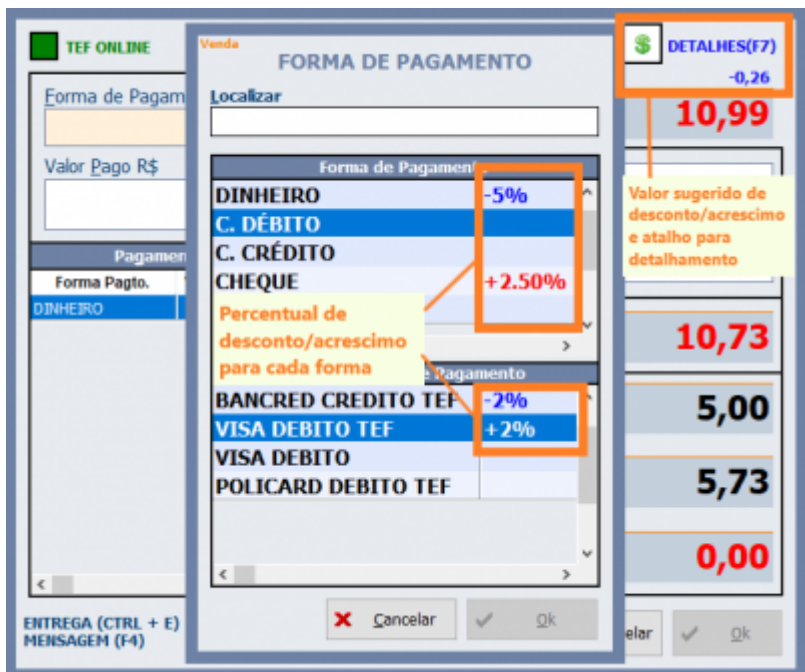 TEF ONLINE
Forma de Pagam
Valor Pago R$
Pagamen
Forma Pagto.
DINHEIRO
ENTREGA (CTRL + E)
MENSAGEM (F4)
Venda
FORMA DE PAGAMENTO
Localizar
Forma de Pagament
DINHEIRO -5%
C. DÉBITO
C. CRÉDITO
CHEQUE +2.50%
Percentual de
desconto/acrescimo
para cada forma
e Pagamento
BANCRED CREDITO TEF -2%
VISA DEBITO TEF +2%
VISA DEBITO
POLICARD DEBITO TEF
Cancelar Ok
$ DETALHES(F7)
-0,26
10,99
Valor sugerido de
desconto/acrescimo
e atalho para
detalhamento
10,73
5,00
5,73
0,00
elar Ok